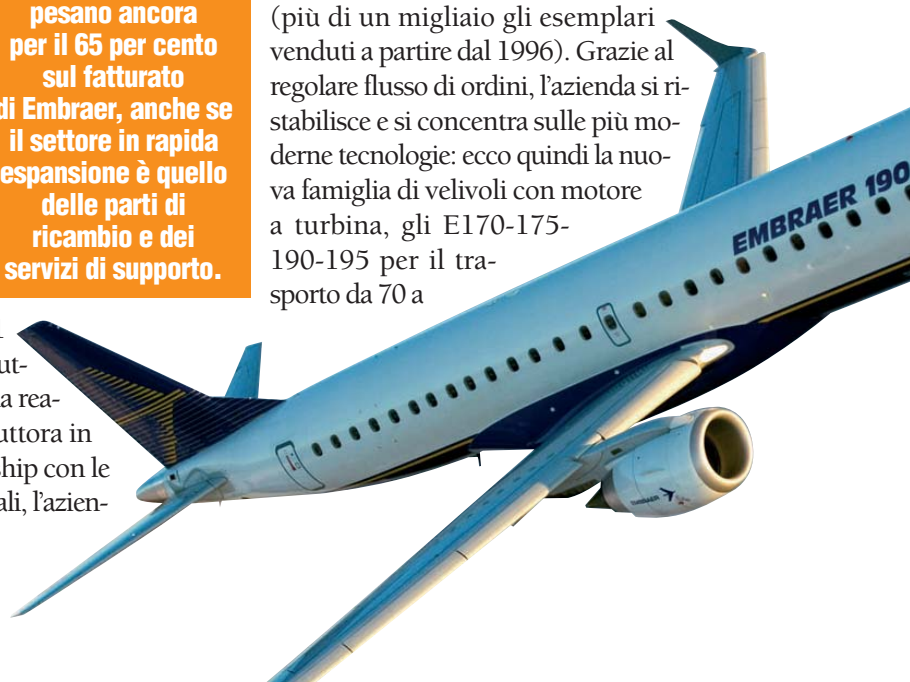 pesano ancora
per il 65 per cento
sul fatturato
di Embraer, anche se
il settore in rapida
espansione è quello
delle parti di
ricambio e dei
servizi di supporto.
(più di un migliaio gli esemplari
venduti a partire dal 1996). Grazie al
regolare flusso di ordini, l'azienda si ri-
stabilisce e si concentra sulle più mo-
derne tecnologie: ecco quindi la nuo-
va famiglia di velivoli con motore
a turbina, gli E170-175-
190-195 per il tra-
sporto da 70 a
ut-
a rea-
uttora in
ship con le
ali, l'azien-
EMBRAER 190
EMBRAER